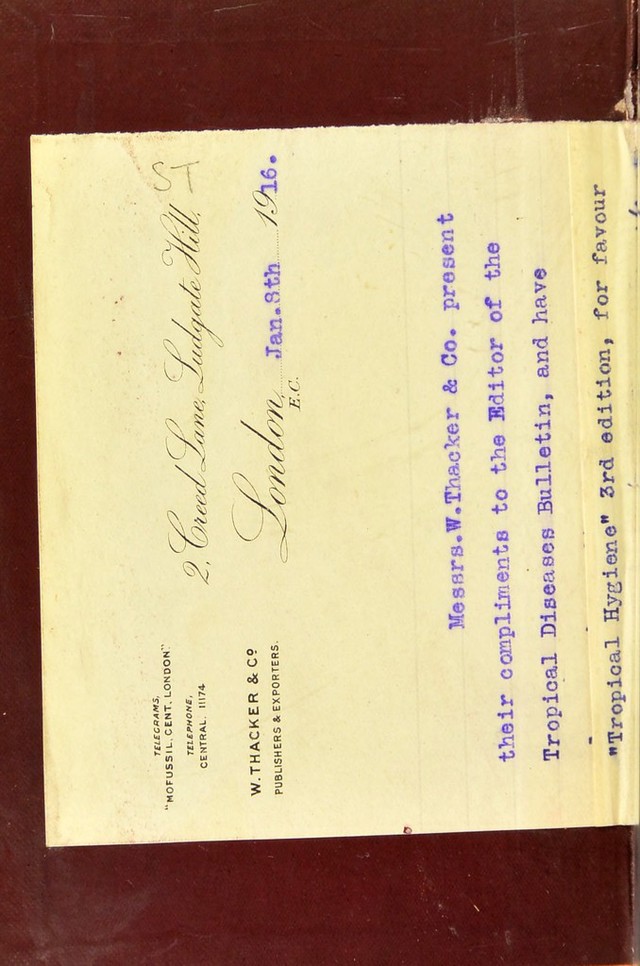 TELEGRAMS,
"MOFUSSIL, CENT. LONDON"
TELEPHONE,
CENTRAL. 11174
W. THACKER & Cº
PUBLISHERS & EXPORTERS.
2, Creed Lane, Ludgate Hill,
London, Jan.8th 1916.
E.C.
Messrs.W.Thacker & Co. present
their compliments to the Editor of the
Tropical Diseases Bulletin, and have
"Tropical Hygiene" 3rd edition, for favour